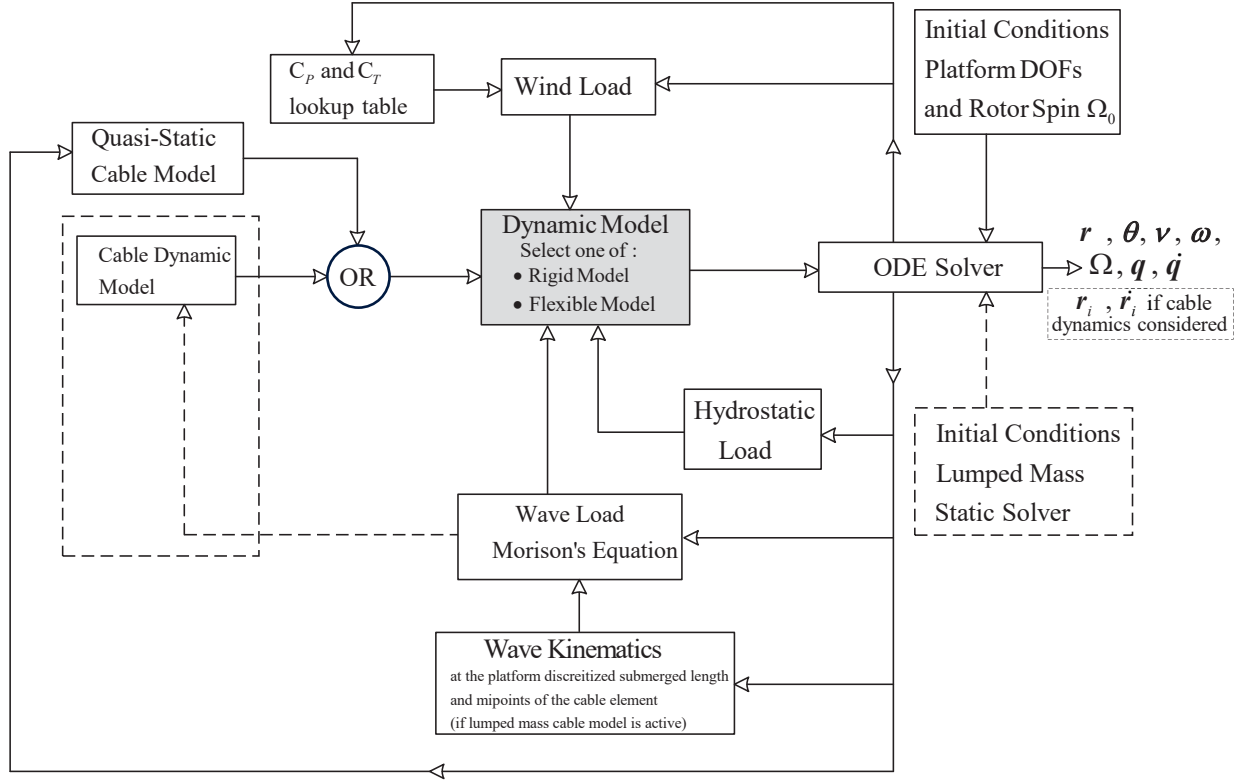 C_P and C_T
lookup table
Wind Load
Initial Conditions
Platform DOFs
and Rotor Spin Ω_0
Quasi-Static
Cable Model
Cable Dynamic
Model
OR
Dynamic Model
Select one of :
• Rigid Model
• Flexible Model
ODE Solver
r , θ, ν, ω,
Ω, q , q̇
r_i , ṙ_i if cable
dynamics considered
Hydrostatic
Load
Initial Conditions
Lumped Mass
Static Solver
Wave Load
Morison's Equation
Wave Kinematics
at the platform discreitized submerged length
and mipoints of the cable element
(if lumped mass cable model is active)